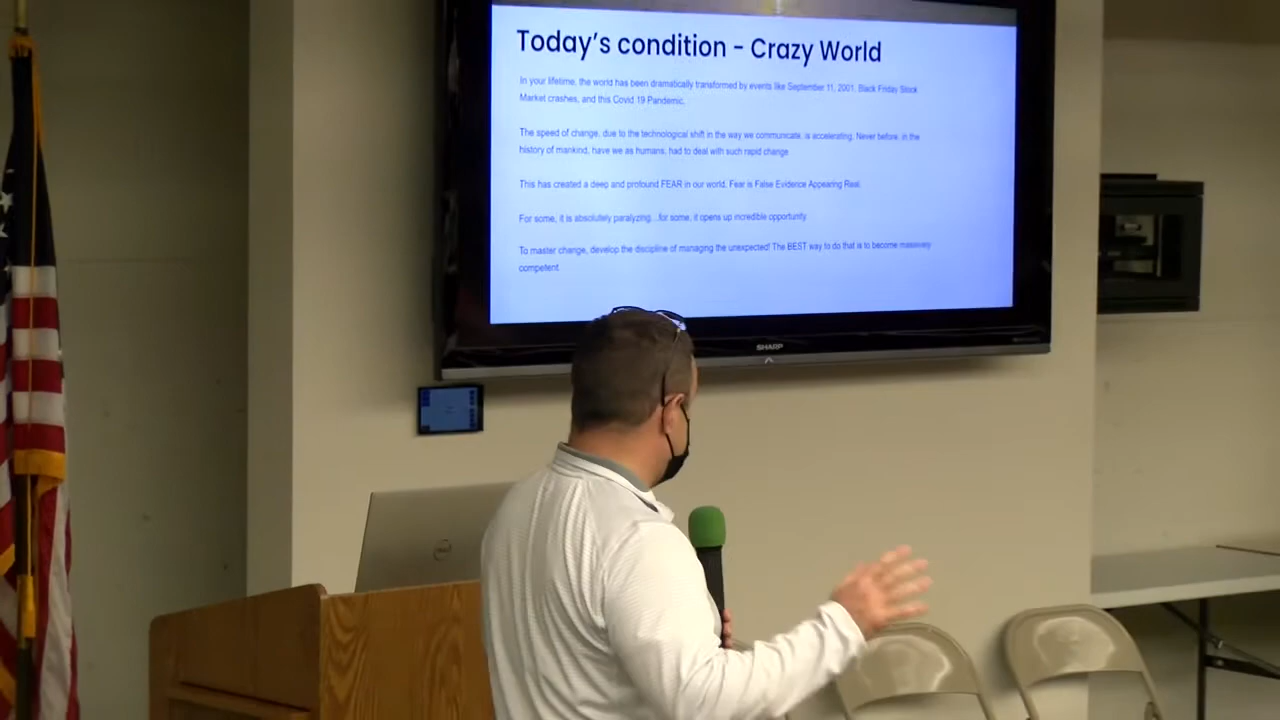 Today's condition - Crazy World
In your lifetime, the world has been dramatically transformed by events like September 11, 2001, Black Friday Stock
Market crashes, and this Covid 19 Pandemic.
The speed of change, due to the technological shift in the way we communicate, is accelerating. Never before, in the
history of mankind, have we as humans, had to deal with such rapid change.
This has created a deep and profound FEAR in our world. Fear is False Evidence Appearing Real.
For some, it is absolutely paralyzing...for some, it opens up incredible opportunity.
To master change, develop the discipline of managing the unexpected! The BEST way to do that is to become massively
competent.
SHARP
DELL